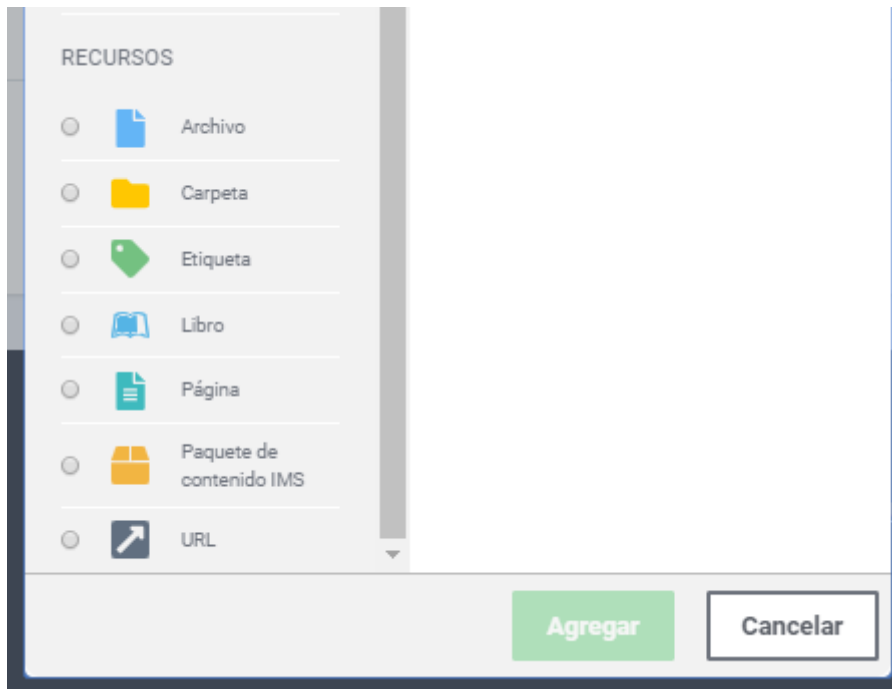 RECURSOS
Archivo
Carpeta
Etiqueta
Libro
Página
Paquete de
contenido IMS
URL
Agregar
Cancelar